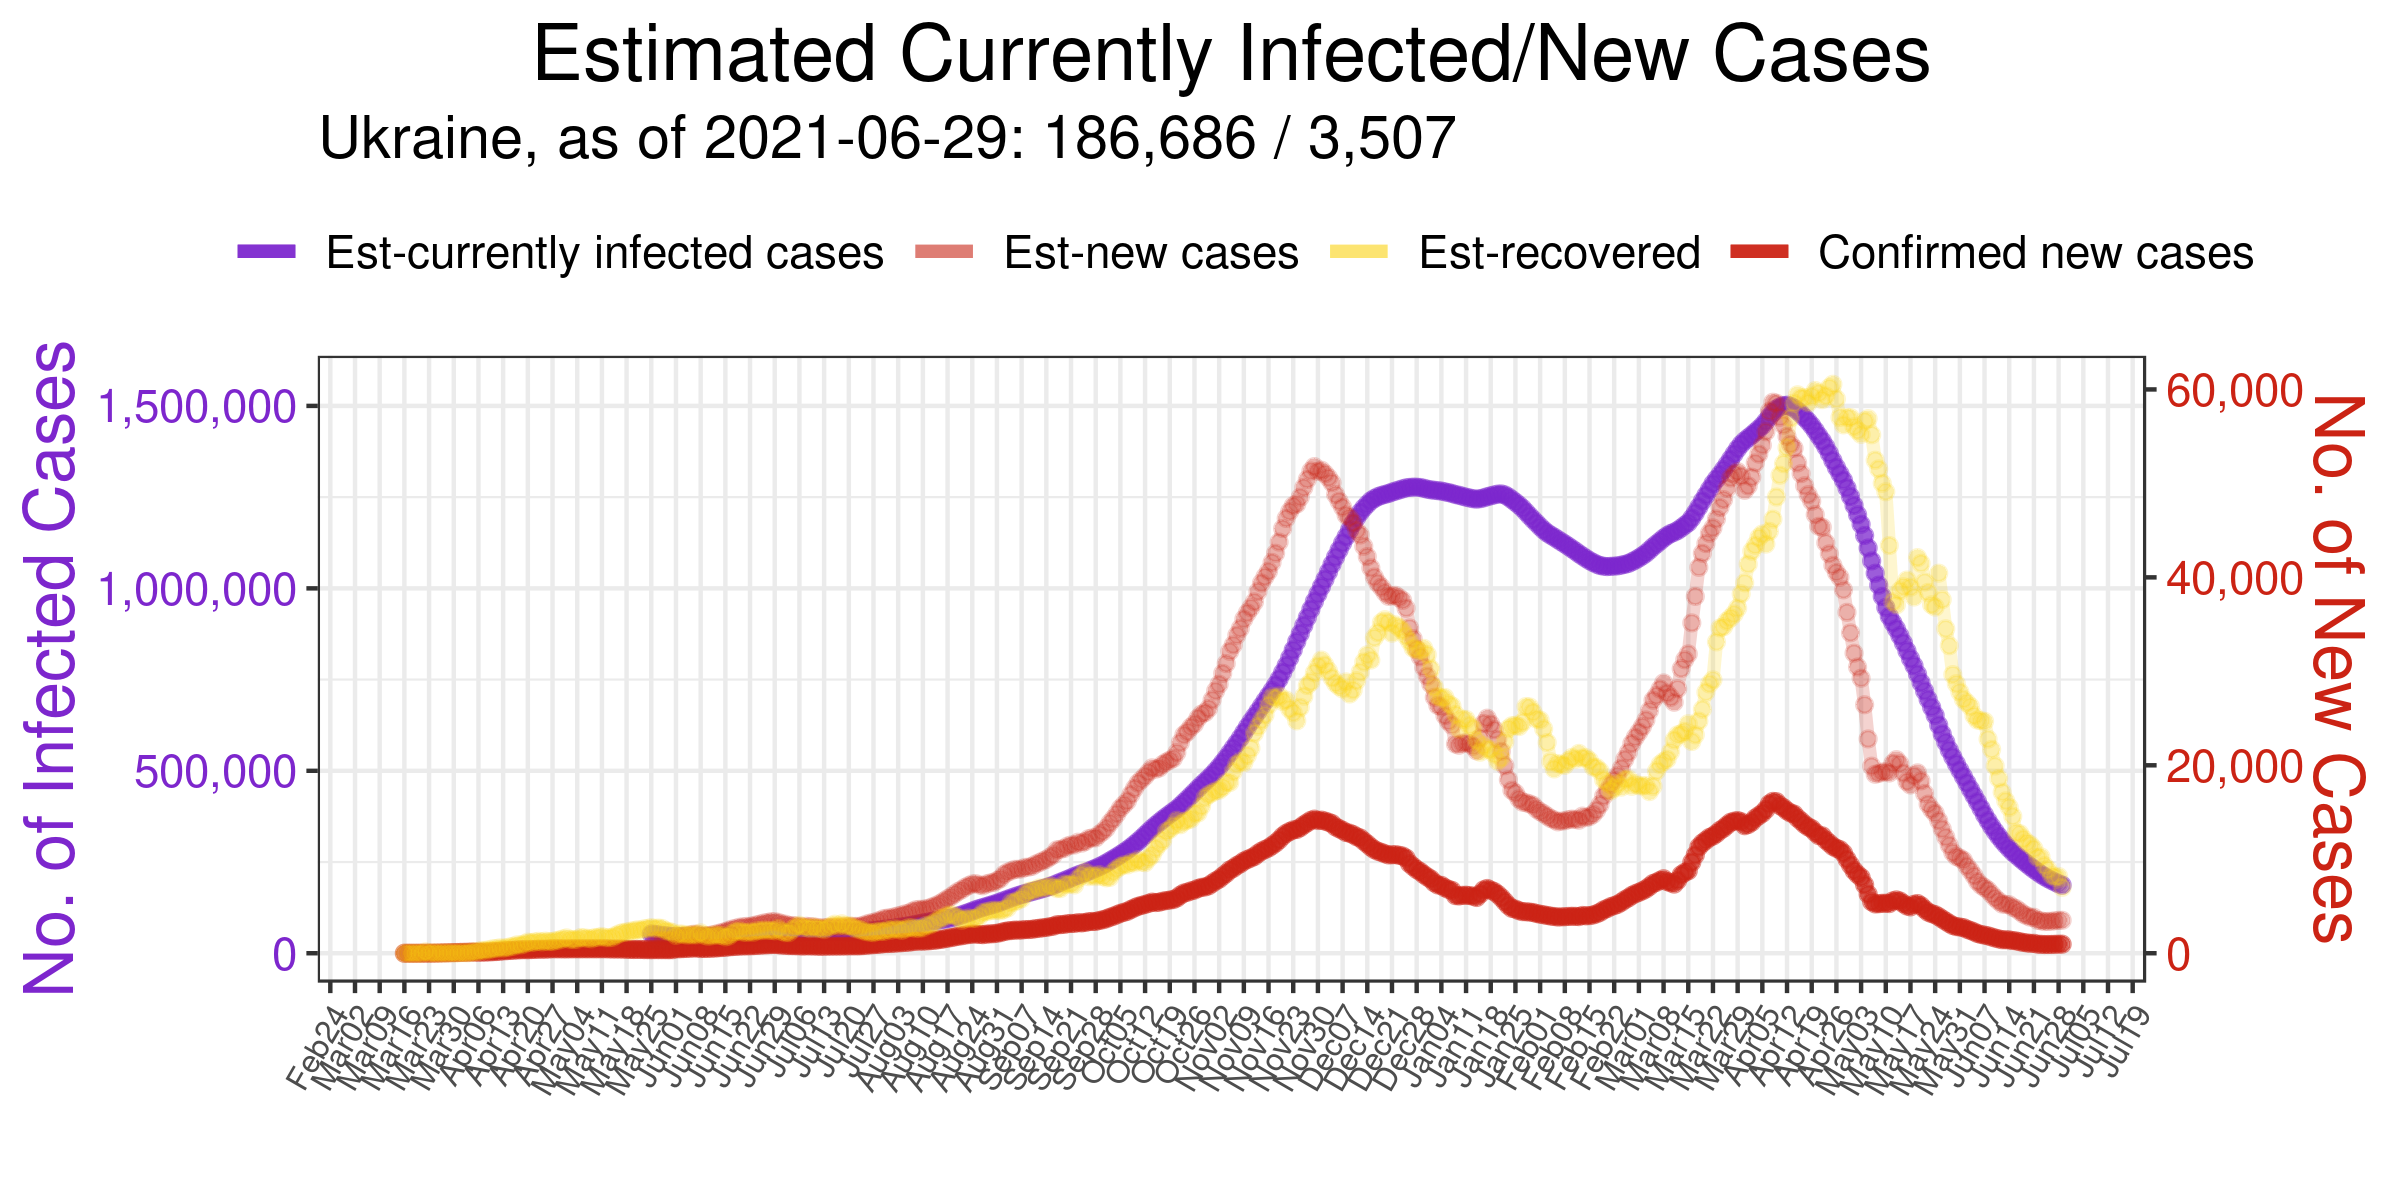 Estimated Currently Infected/New Cases
Ukraine, as of 2021-06-29: 186,686 / 3,507
Est-currently infected cases
Est-new cases
Est-recovered
Confirmed new cases
No. of Infected Cases
1,500,000
1,000,000
500,000
0
60,000
40,000
20,000
0
No. of New Cases
Feb24
Mar02
Mar09
Mar16
Mar23
Mar30
Apr06
Apr13
Apr20
Apr27
May04
May11
May18
May25
Jun01
Jun08
Jun15
Jun22
Jun29
Jul06
Jul13
Jul20
Jul27
Aug03
Aug10
Aug17
Aug24
Aug31
Sep07
Sep14
Sep21
Sep28
Oct05
Oct12
Oct19
Oct26
Nov02
Nov09
Nov16
Nov23
Nov30
Dec07
Dec14
Dec21
Dec28
Jan04
Jan11
Jan18
Jan25
Feb01
Feb08
Feb15
Feb22
Mar01
Mar08
Mar15
Mar22
Mar29
Apr05
Apr12
Apr19
Apr26
May03
May10
May17
May24
May31
Jun07
Jun14
Jun21
Jun28
Jul05
Jul12
Jul19